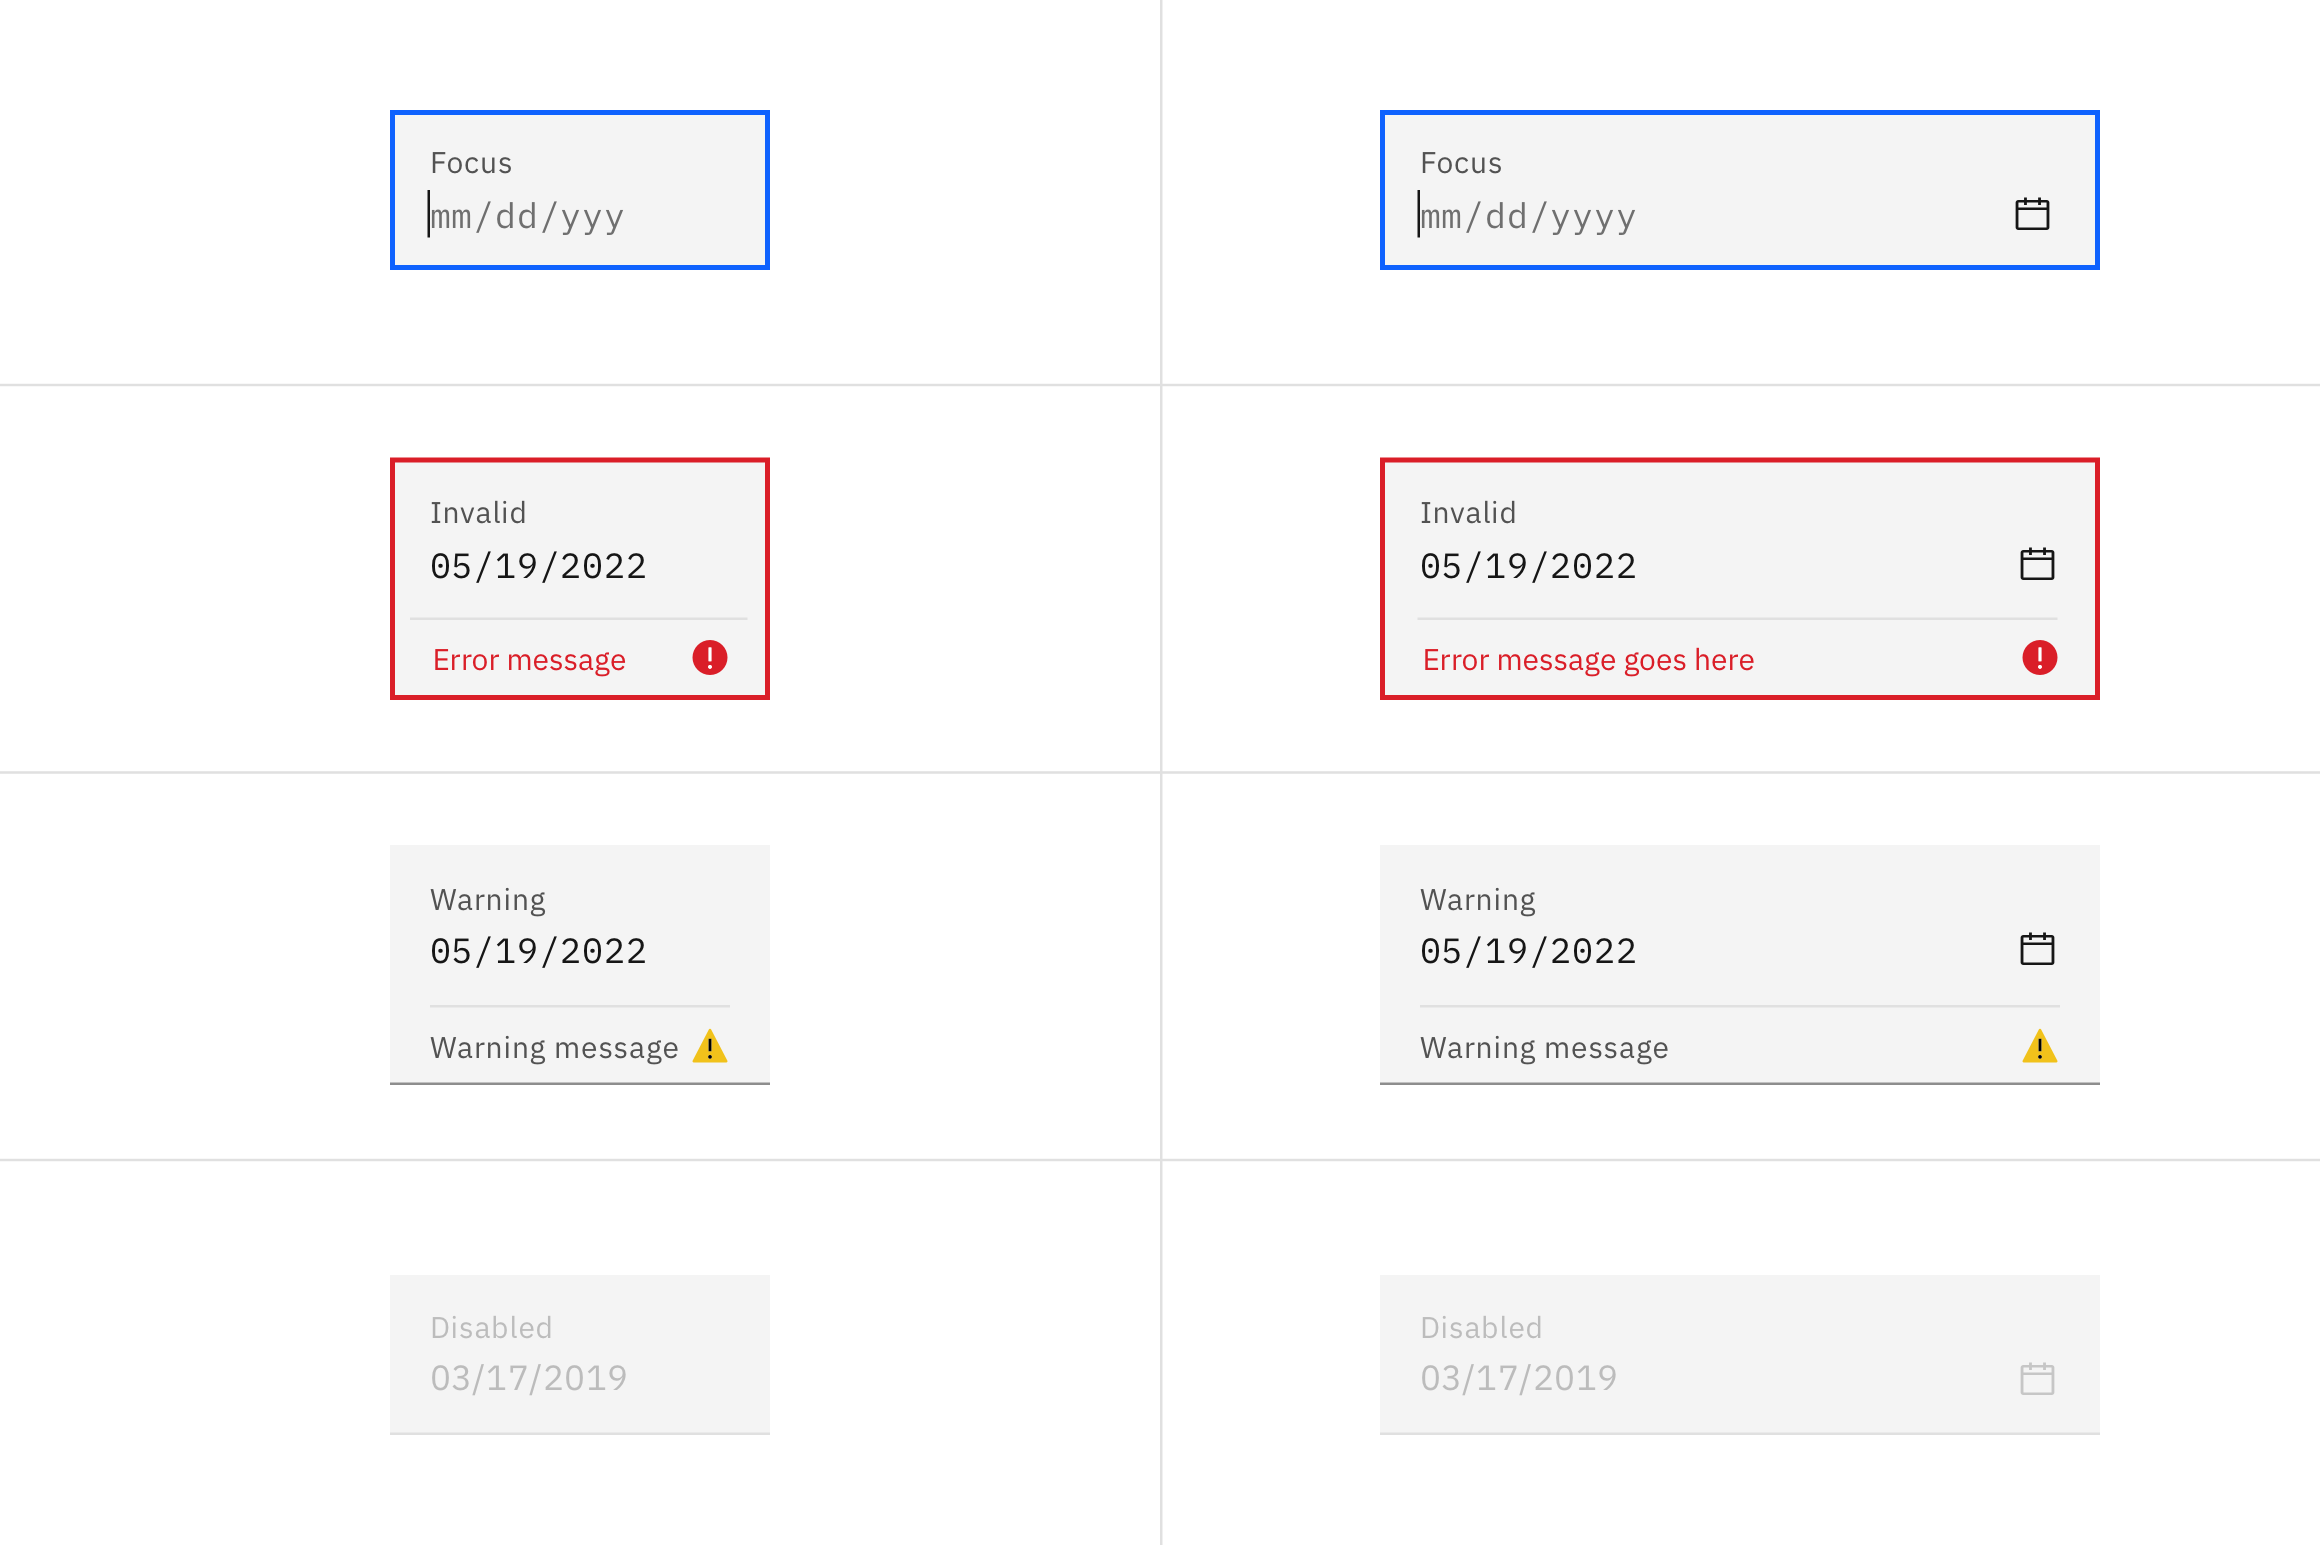 Focus
mm/dd/yyy
Focus
mm/dd/yyyy
Invalid
05/19/2022
Error message
Invalid
05/19/2022
Error message goes here
Warning
05/19/2022
Warning message
Warning
05/19/2022
Warning message
Disabled
03/17/2019
Disabled
03/17/2019